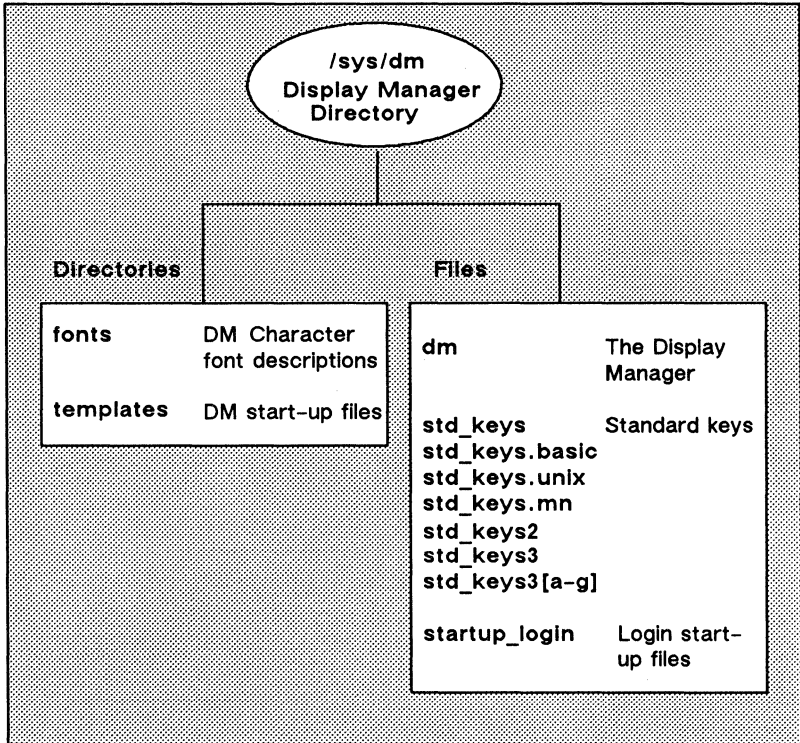 /sys/dm
Display Manager
Directory
Directories
fonts DM Character
font descriptions
templates DM start-up files
Files
dm The Display
Manager
std_keys Standard keys
std_keys.basic
std_keys.unix
std_keys.mn
std_keys2
std_keys3
std_keys3[a-g]
startup_login Login start-
up files